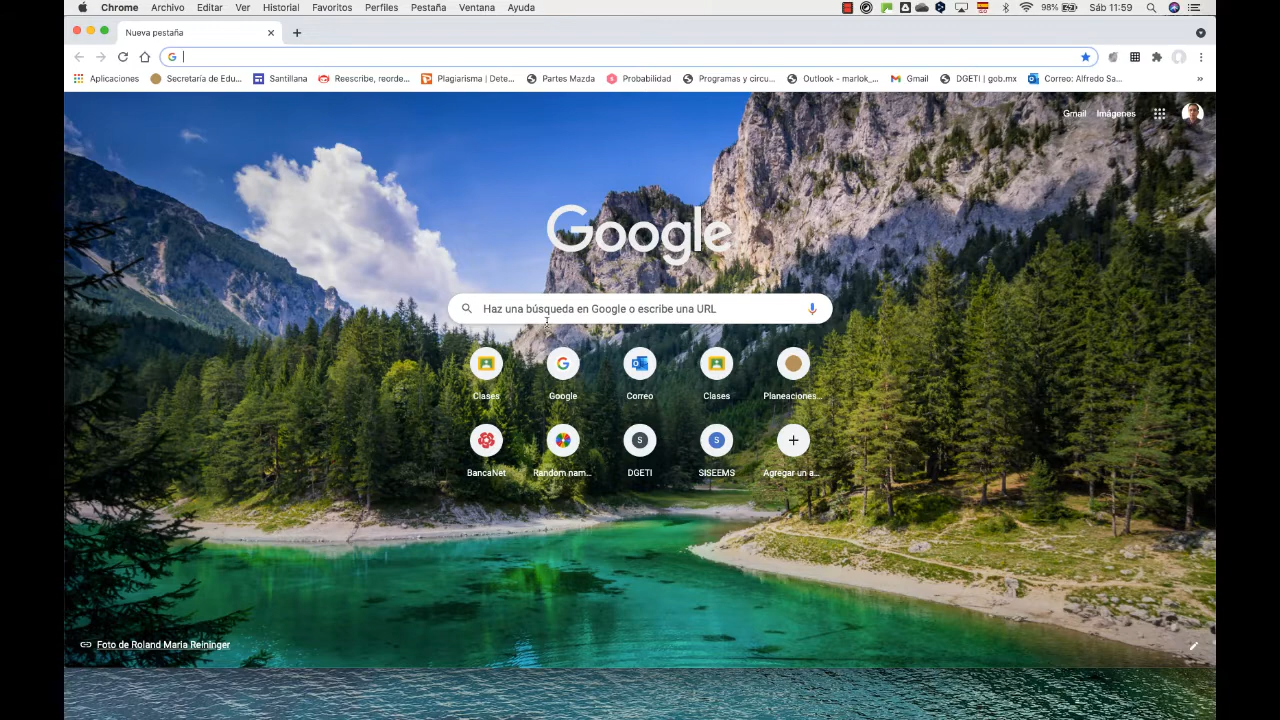 Chrome Archivo Editar Ver Historial Favoritos Perfiles Pestaña Ventana Ayuda 98% Sáb 11:59
Nueva pestaña
Aplicaciones Secretaría de Edu... Santillana Reescribe, reorde... Plagiarisma | Dete... Partes Mazda Probabilidad Programys y circu... Outlook - marlok_... Gmail DGETI | gob.mx Correo: Alfredo Sa... »
Gmail Imágenes
Google
Haz una búsqueda en Google o escribe una URL
Clases Google Correo Clases Planeaciones...
S S
BancaNet Random nam... DGETI SISEEMS Agregar un a...
Foto de Roland Maria Reininger